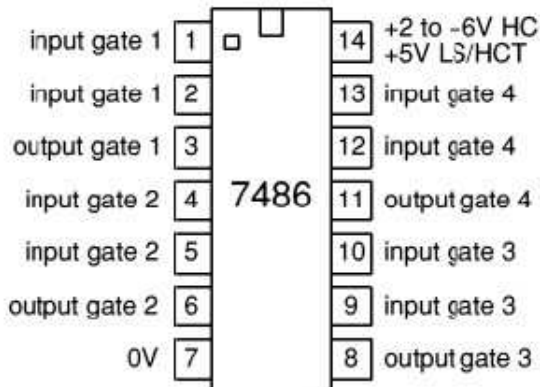 input gate 1 1
input gate 1 2
output gate 1 3
input gate 2 4
input gate 2 5
output gate 2 6
0V 7
7486
14 +2 to -6V HC
+5V LS/HCT
13 input gate 4
12 input gate 4
11 output gate 4
10 input gate 3
9 input gate 3
8 output gate 3